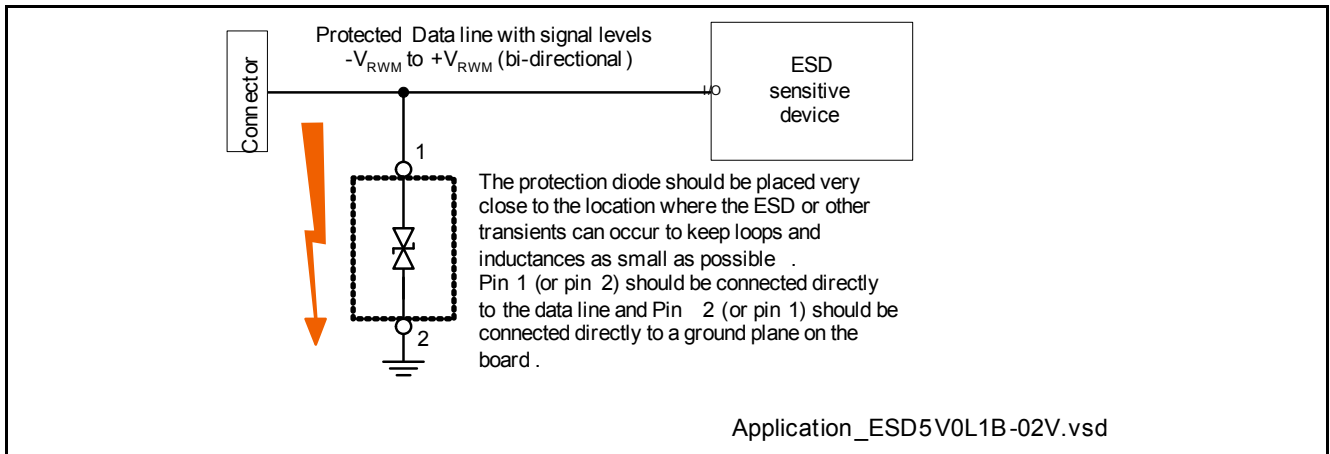 Connector
Protected Data line with signal levels
-VRWM to +VRWM (bi-directional)
I/O
ESD
sensitive
device
1
The protection diode should be placed very
close to the location where the ESD or other
transients can occur to keep loops and
inductances as small as possible .
Pin 1 (or pin 2) should be connected directly
to the data line and Pin 2 (or pin 1) should be
connected directly to a ground plane on the
board .
2
Application_ESD5V0L1B-02V.vsd